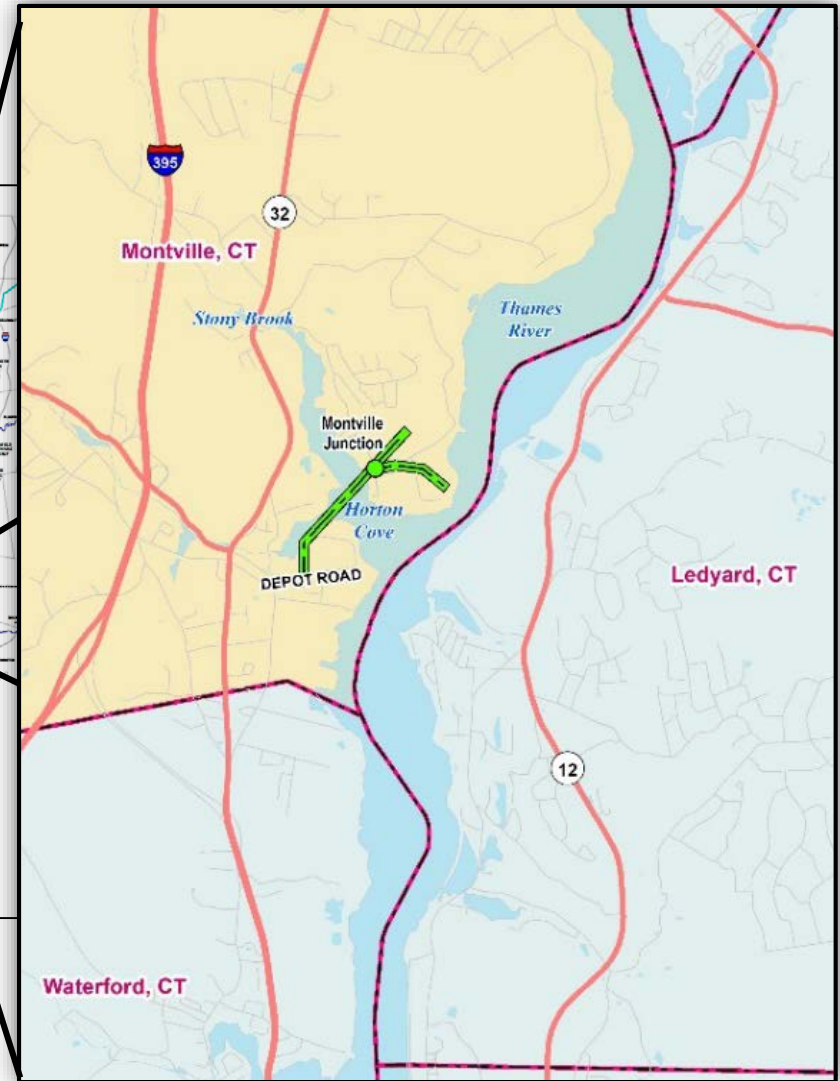 395
32
Montville, CT
Stony Brook
Thames
River
Montville
Junction
Horton
Cove
DEPOT ROAD
Ledyard, CT
12
Waterford, CT